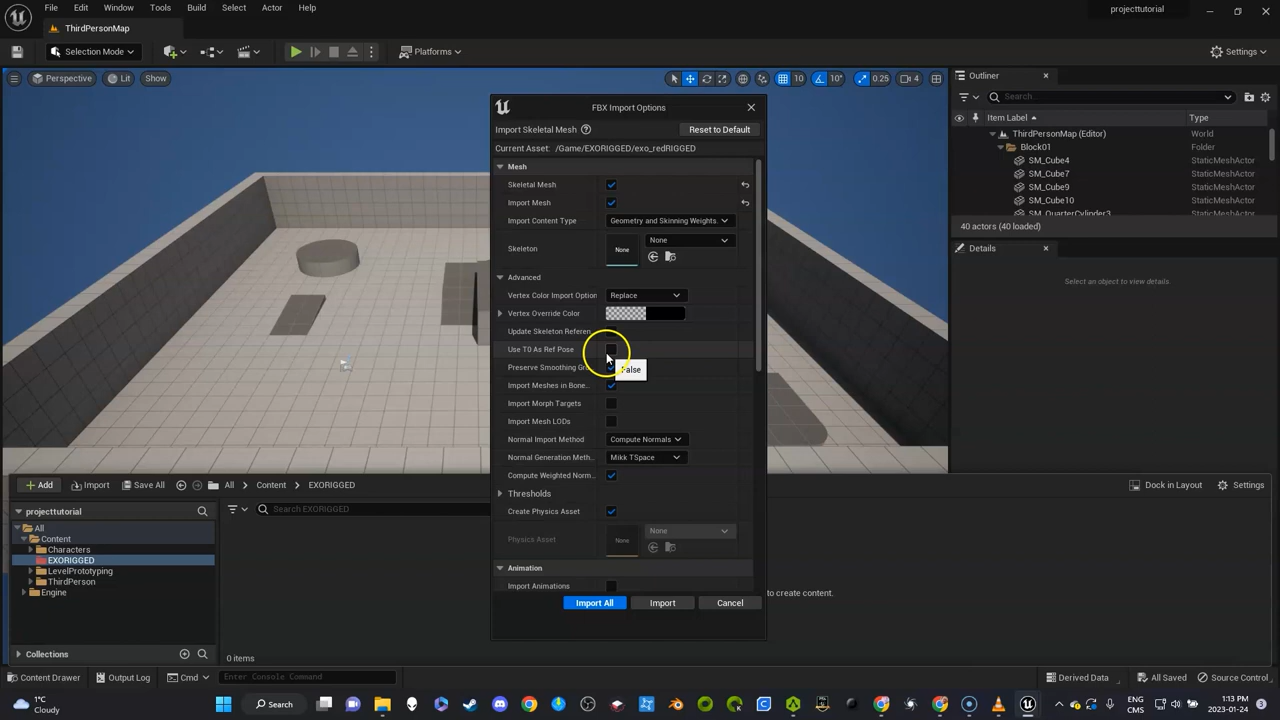 File Edit Window Tools Build Select Actor Help
projecttutorial
ThirdPersonMap
Selection Mode
Platforms
Settings
Perspective Lit Show
10 10° 0.25 4
Outliner
Search...
Item Label Type
ThirdPersonMap (Editor) World
Block01 Folder
SM_Cube4 StaticMeshActor
SM_Cube7 StaticMeshActor
SM_Cube9 StaticMeshActor
SM_Cube10 StaticMeshActor
SM_QuarterCylinder3 StaticMeshActor
40 actors (40 loaded)
Details
Select an object to view details.
FBX Import Options
Import Skeletal Mesh
Reset to Default
Current Asset: /Game/EXORIGGED/exo_redRIGGED
Mesh
Skeletal Mesh
Import Mesh
Import Content Type Geometry and Skinning Weights.
Skeleton None None
Advanced
Vertex Color Import Option Replace
Vertex Override Color
Update Skeleton Referen..
Use T0 As Ref Pose
Preserve Smoothing Gro
False
Import Meshes in Bone..
Import Morph Targets
Import Mesh LODs
Normal Import Method Compute Normals
Normal Generation Meth.. Mikk TSpace
Compute Weighted Norm..
Thresholds
Create Physics Asset
Physics Asset None None
Animation
Import Animations
Import All Import Cancel
Add Import Save All All Content EXORIGGED
Dock in Layout Settings
projecttutorial
Search EXORIGGED
All
Content
Characters
EXORIGGED
LevelPrototyping
ThirdPerson
Engine
to create content.
Collections
0 items
Content Drawer Output Log Cmd Enter Console Command
Derived Data All Saved Source Control
1°C
Cloudy
Search
ENG
CMS
1:13 PM
2023-01-24